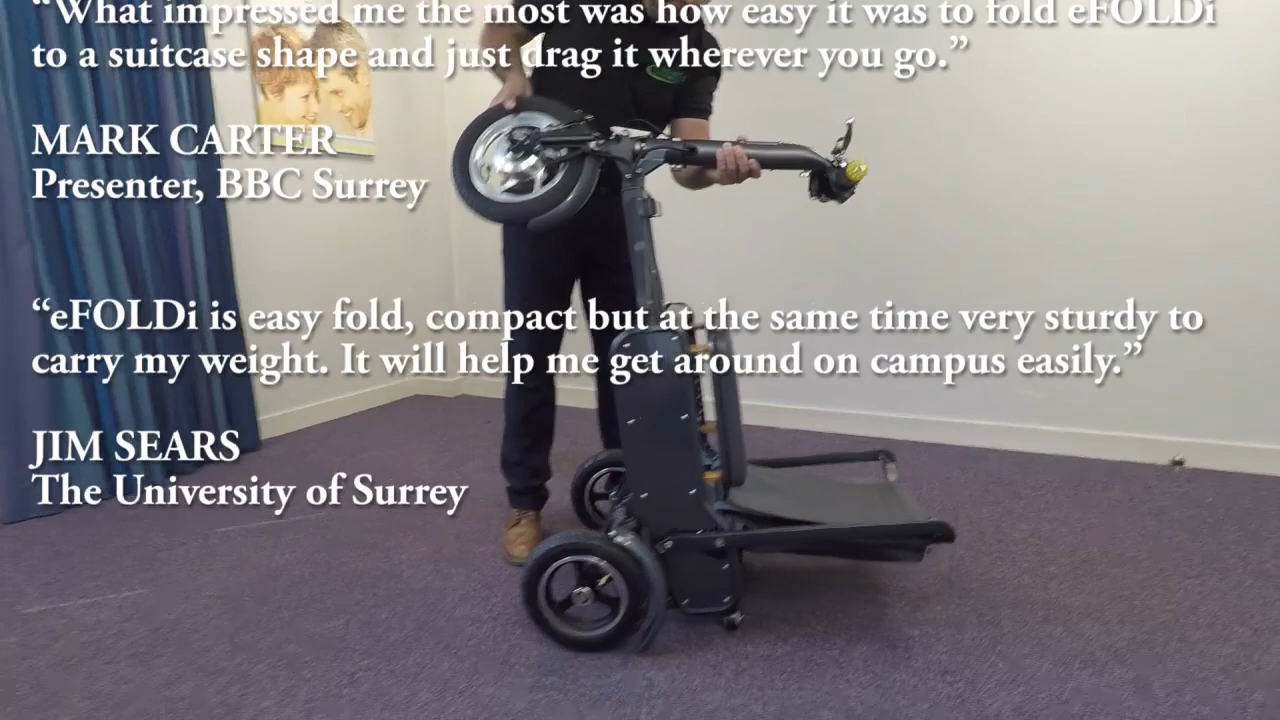 “What impressed me the most was how easy it was to fold eFOLDi
to a suitcase shape and just drag it wherever you go.”
MARK CARTER
Presenter, BBC Surrey
“eFOLDi is easy fold, compact but at the same time very sturdy to
carry my weight. It will help me get around on campus easily.”
JIM SEARS
The University of Surrey